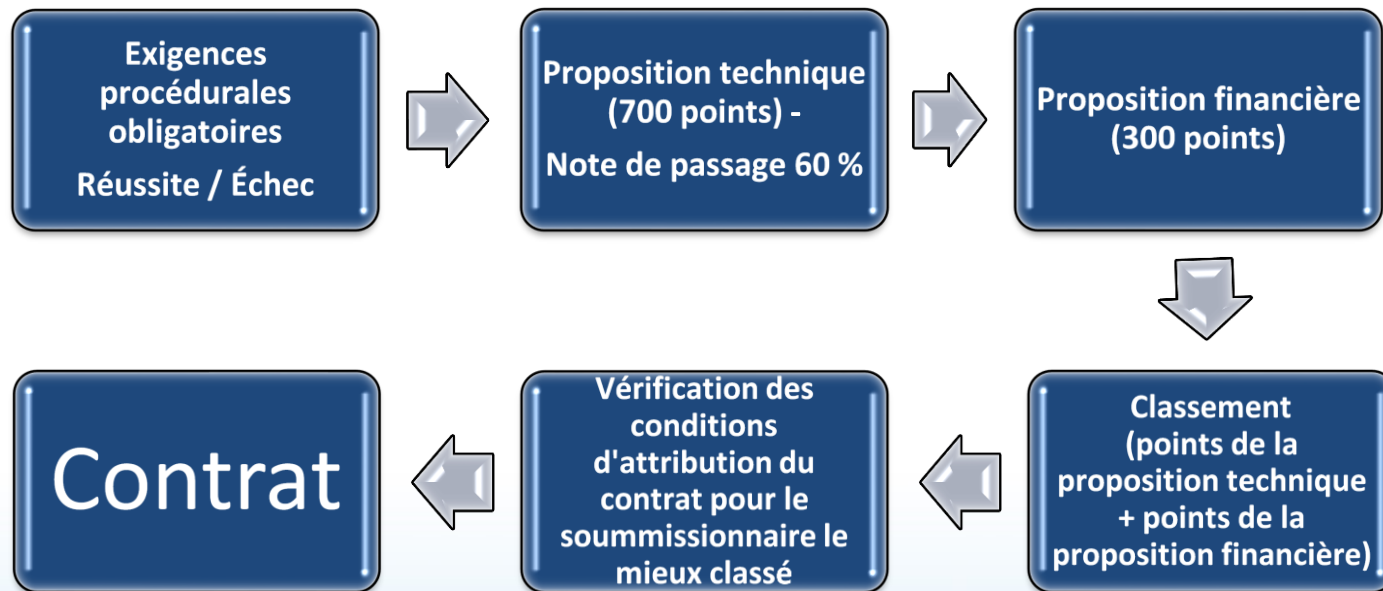 Exigences
procédurales
obligatoires
Réussite / Échec
Proposition technique
(700 points) -
Note de passage 60 %
Proposition financière
(300 points)
Classement
(points de la
proposition technique
+ points de la
proposition financière)
Vérification des
conditions
d'attribution du
contrat pour le
soummissionnaire le
mieux classé
Contrat